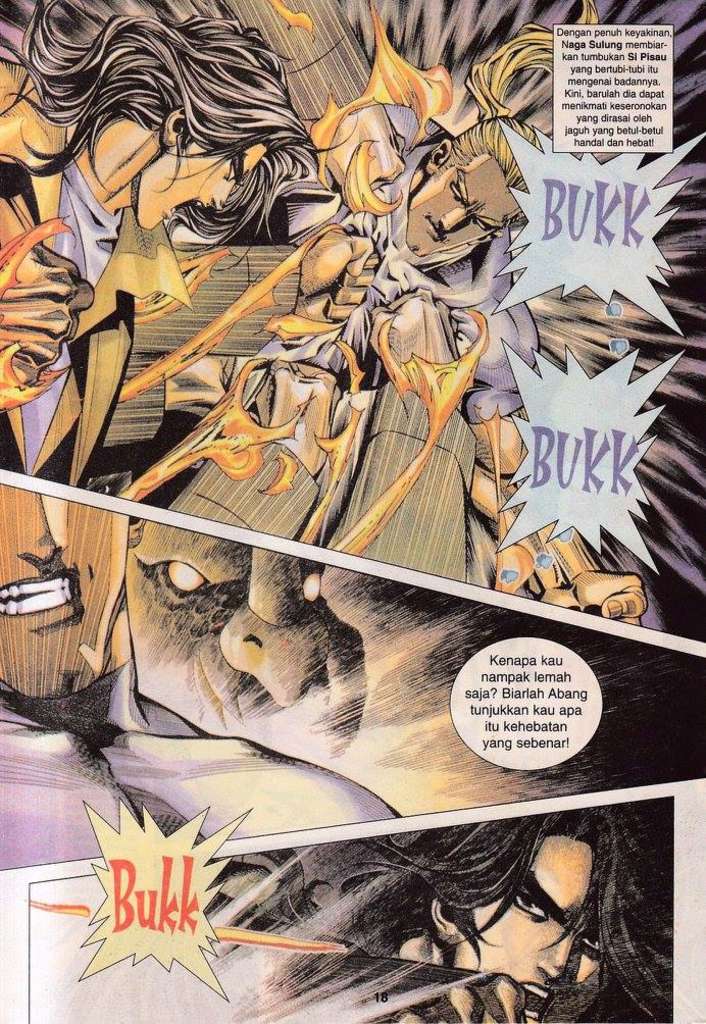 Dengan penuh keyakinan,
Naga Sulung membiar-
kan tumbukan Si Pisau
yang bertubi-tubi itu
mengenai badannya.
Kini, barulah dia dapat
menikmati keseronokan
yang dirasai oleh
jaguh yang betul-betul
handal dan hebat!
BUKK
BUKK
Kenapa kau
nampak lemah
saja? Biarlah Abang
tunjukkan kau apa
itu kehebatan
yang sebenar!
Bukk
18